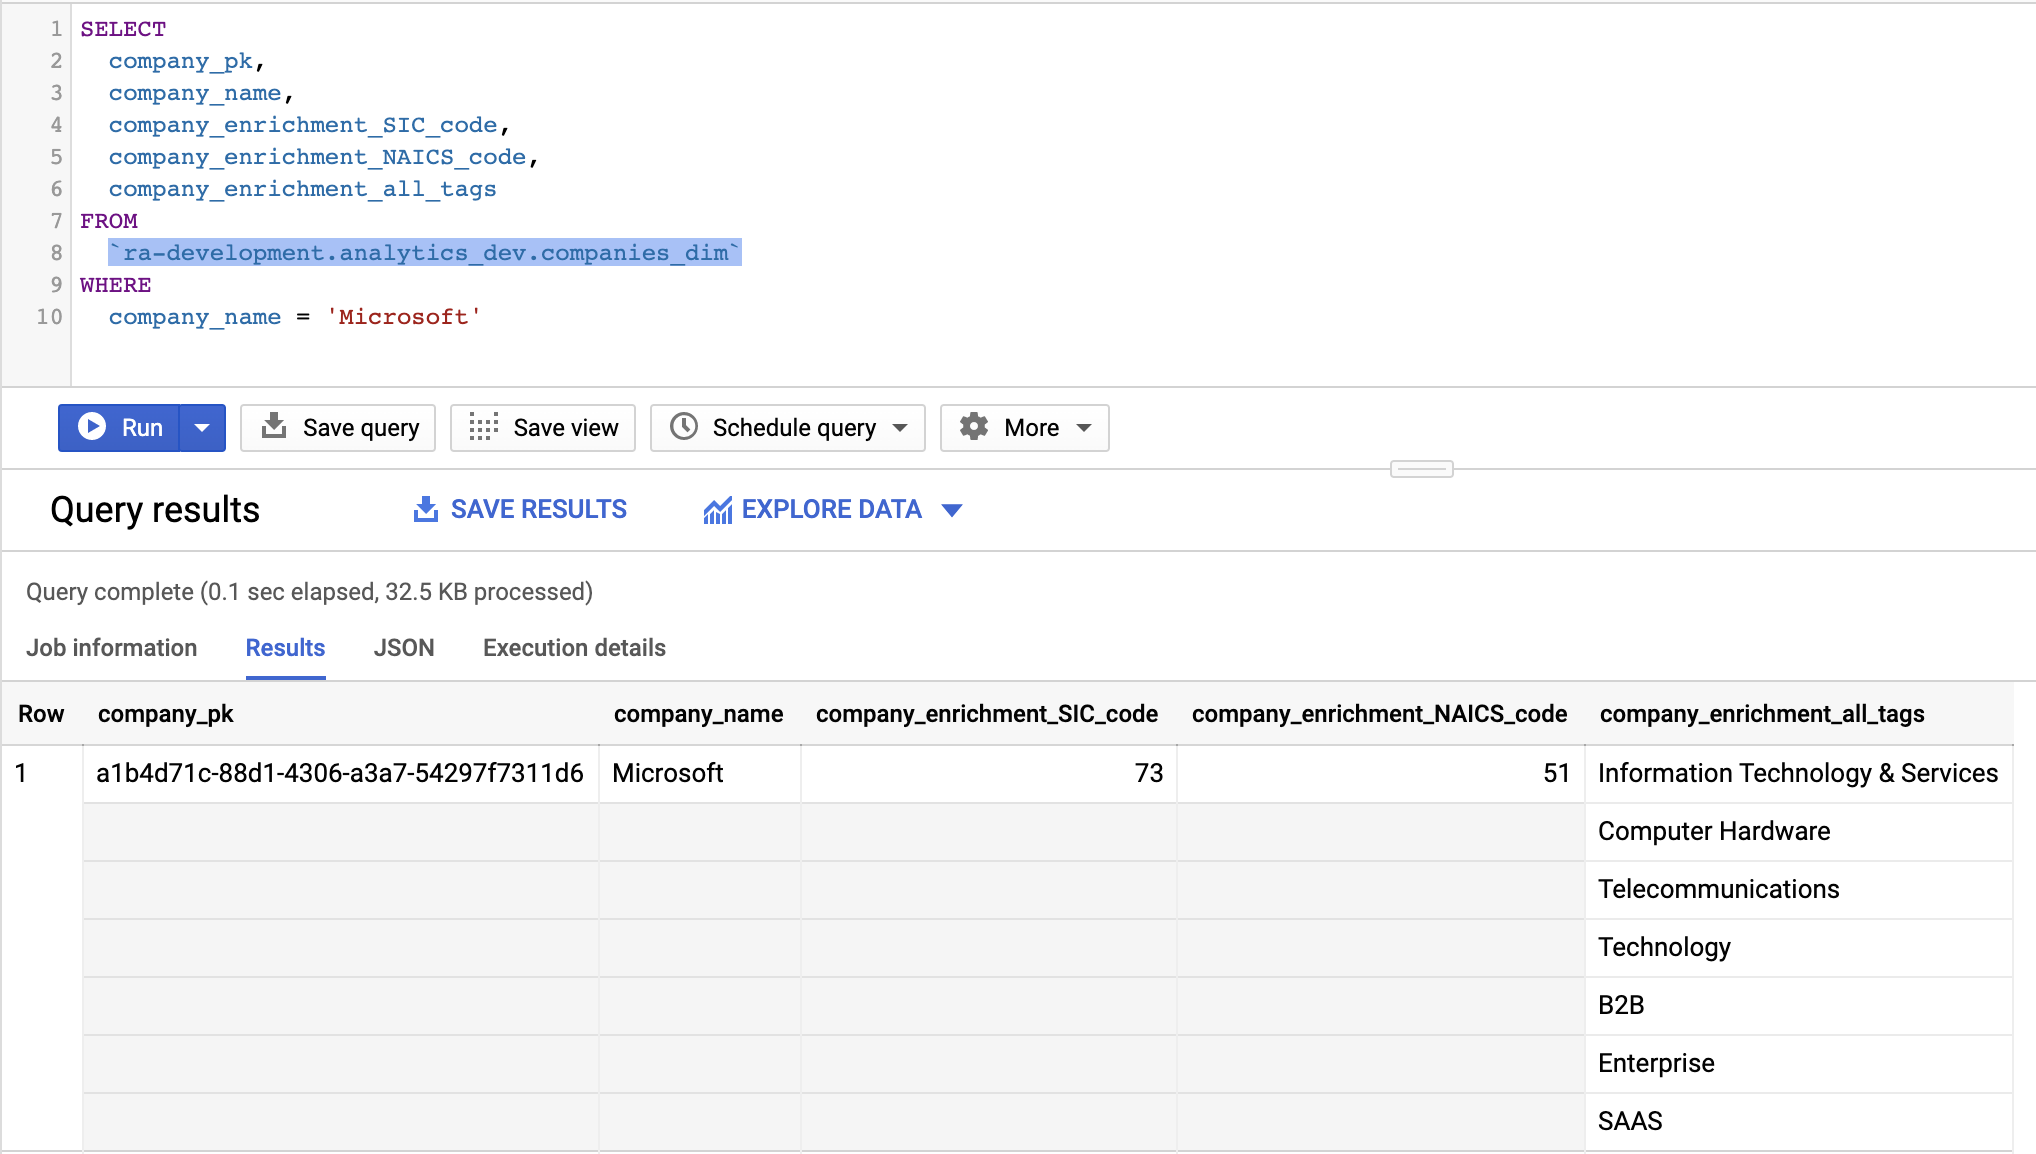 1 SELECT
2 company_pk,
3 company_name,
4 company_enrichment_SIC_code,
5 company_enrichment_NAICS_code,
6 company_enrichment_all_tags
7 FROM
8 `ra-development.analytics_dev.companies_dim`
9 WHERE
10 company_name = 'Microsoft'
Run Save query Save view Schedule query More
Query results SAVE RESULTS EXPLORE DATA
Query complete (0.1 sec elapsed, 32.5 KB processed)
Job information Results JSON Execution details
Row company_pk company_name company_enrichment_SIC_code company_enrichment_NAICS_code company_enrichment_all_tags
1 a1b4d71c-88d1-4306-a3a7-54297f7311d6 Microsoft 73 51 Information Technology & Services
Computer Hardware
Telecommunications
Technology
B2B
Enterprise
SAAS